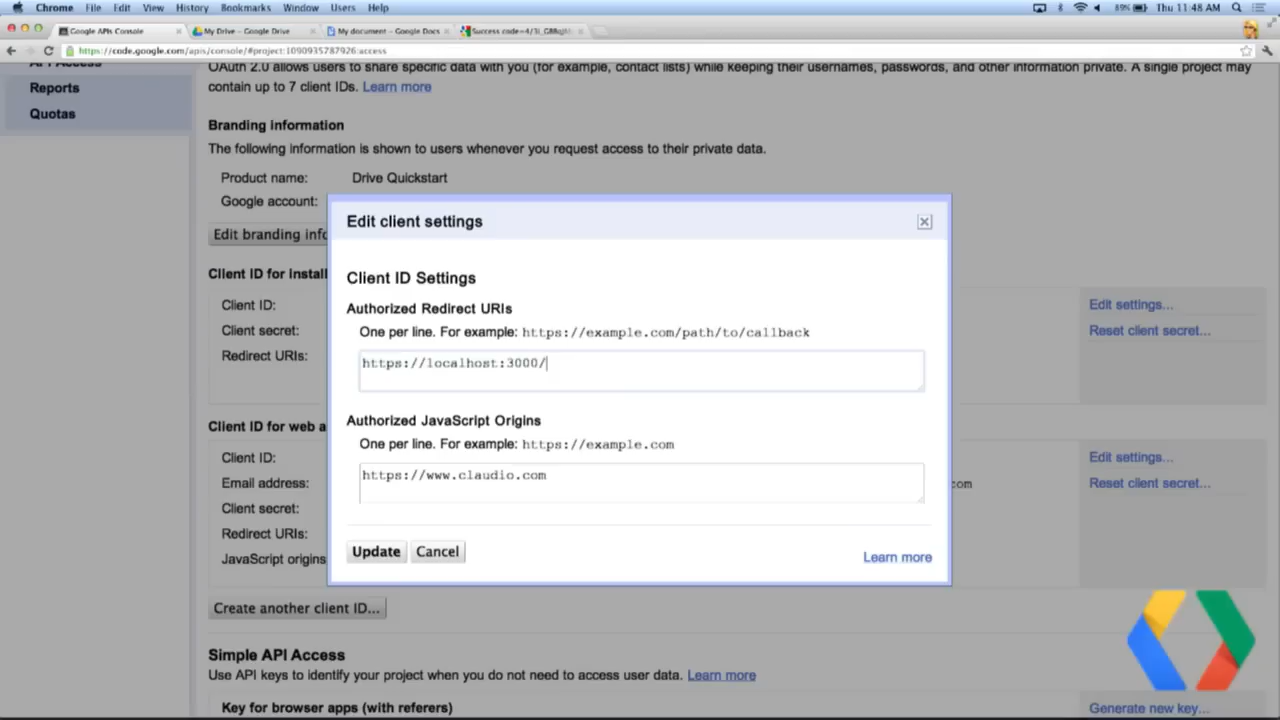 Chrome File Edit View History Bookmarks Window Users Help 89% Thu 11:48 AM
Google APIs Console My Drive – Google Drive My document – Google Docs
https://code.google.com/apis/console/#project:1090935787926:access
API Access
Reports
Quotas
OAuth 2.0 allows users to share specific data with you (for example, contact lists) while keeping their usernames, passwords, and other information private. A single project may
contain up to 7 client IDs. Learn more
Branding information
The following information is shown to users whenever you request access to their private data.
Product name: Drive Quickstart
Google account:
Edit branding info
Client ID for install
Client ID:
Client secret:
Redirect URIs:
Edit settings...
Reset client secret...
Client ID for web a
Client ID:
Email address: com
Client secret:
Redirect URIs:
JavaScript origins
Edit settings...
Reset client secret...
Create another client ID...
Simple API Access
Use API keys to identify your project when you do not need to access user data. Learn more
Key for browser apps (with referers)
Generate new key...
Edit client settings
Client ID Settings
Authorized Redirect URIs
One per line. For example: https://example.com/path/to/callback
https://localhost:3000/
Authorized JavaScript Origins
One per line. For example: https://example.com
https://www.claudio.com
Update Cancel
Learn more